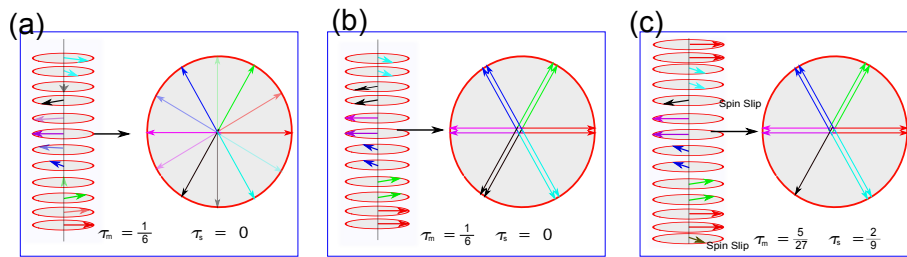 (a)
τm = 1/6 τs = 0
(b)
τm = 1/6 τs = 0
(c)
Spin Slip
Spin Slip
τm = 5/27 τs = 2/9